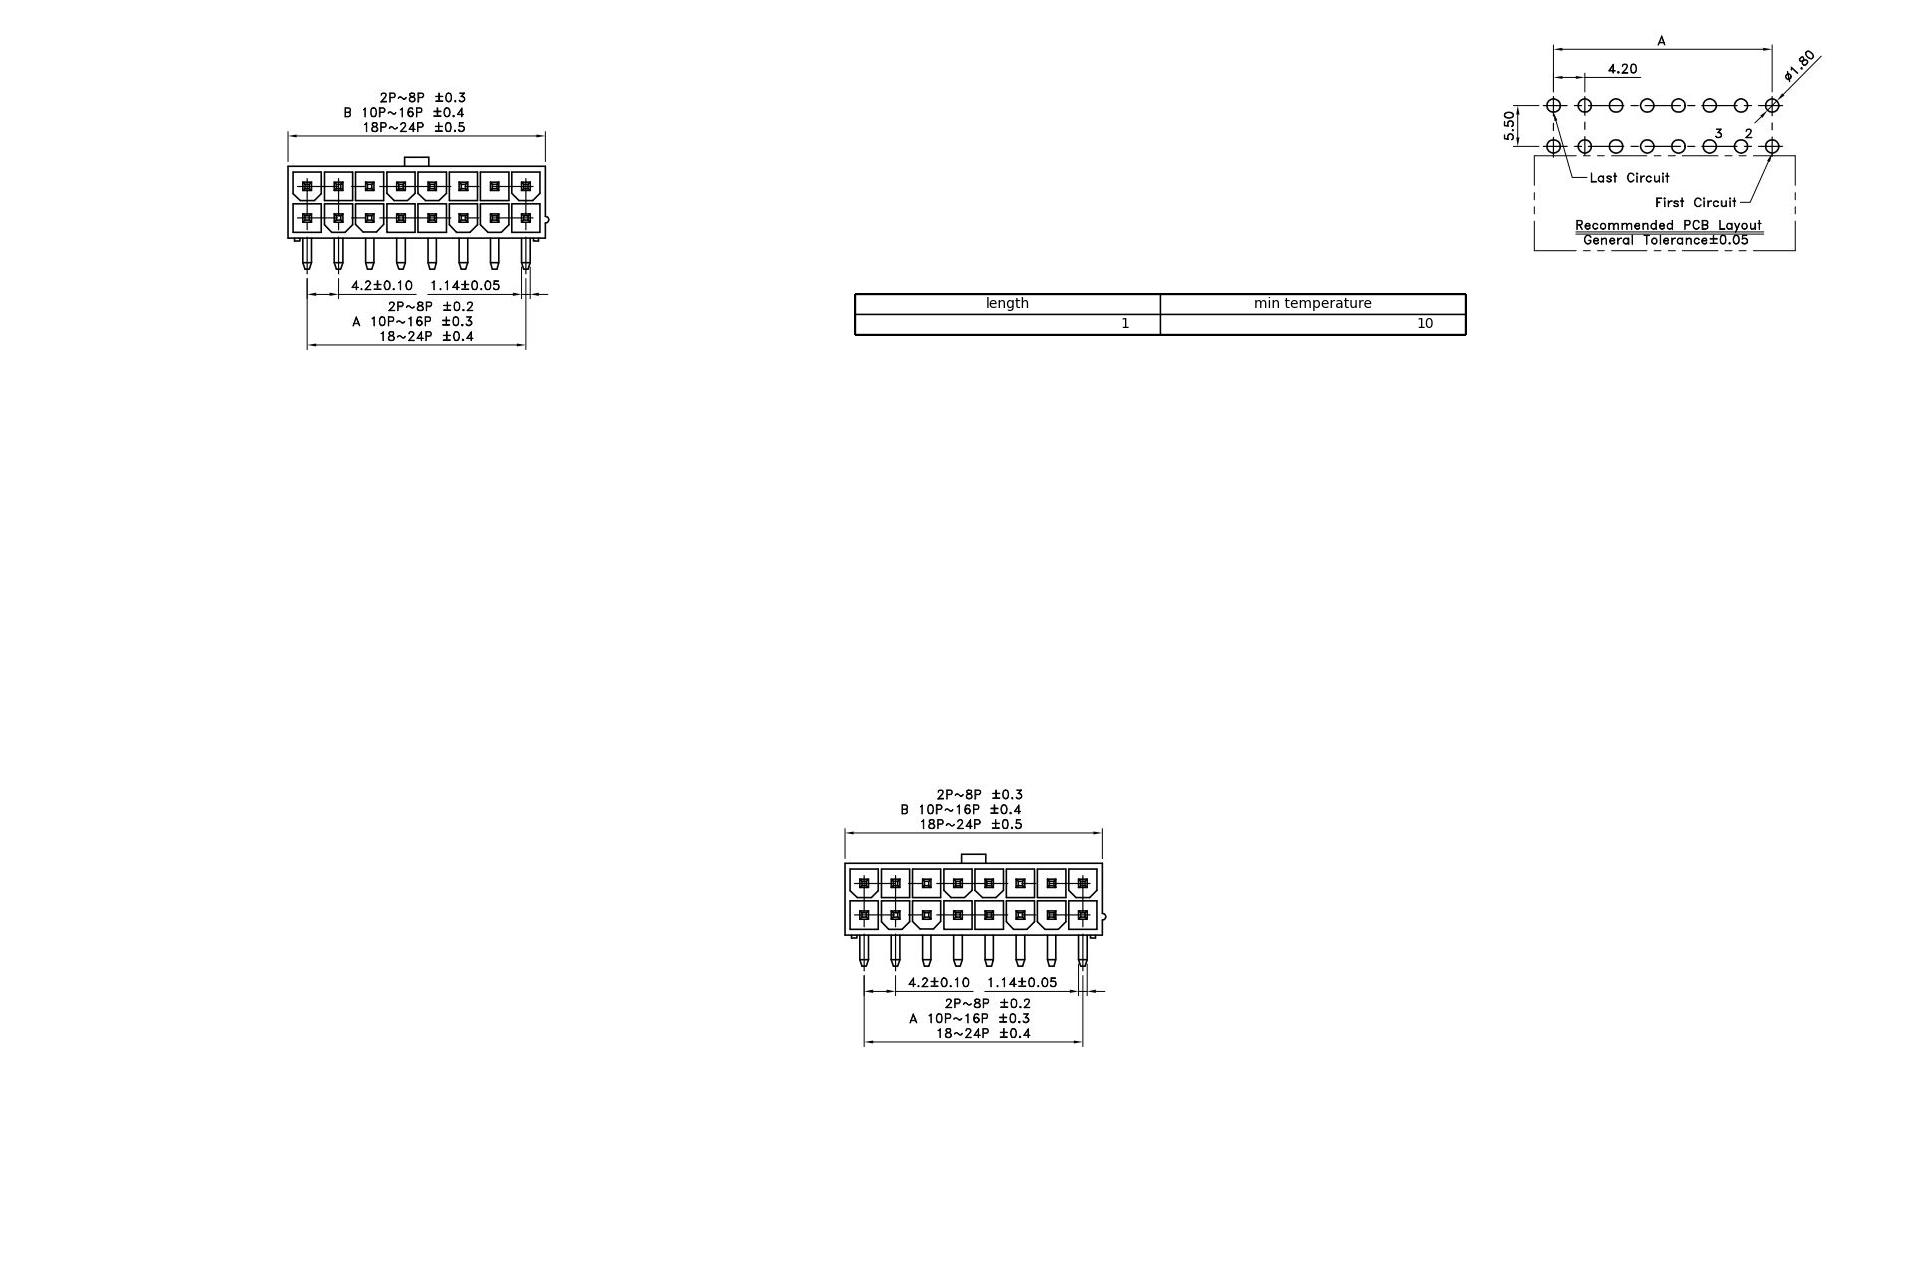 2P~8P ±0.3
B 10P~16P ±0.4
18P~24P ±0.5
4.2±0.10 1.14±0.05
2P~8P ±0.2
A 10P~16P ±0.3
18~24P ±0.4
A
4.20
ø1.80
5.50
3 2
Last Circuit
First Circuit
Recommended PCB Layout
General Tolerance±0.05
length min temperature
1 10
2P~8P ±0.3
B 10P~16P ±0.4
18P~24P ±0.5
4.2±0.10 1.14±0.05
2P~8P ±0.2
A 10P~16P ±0.3
18~24P ±0.4